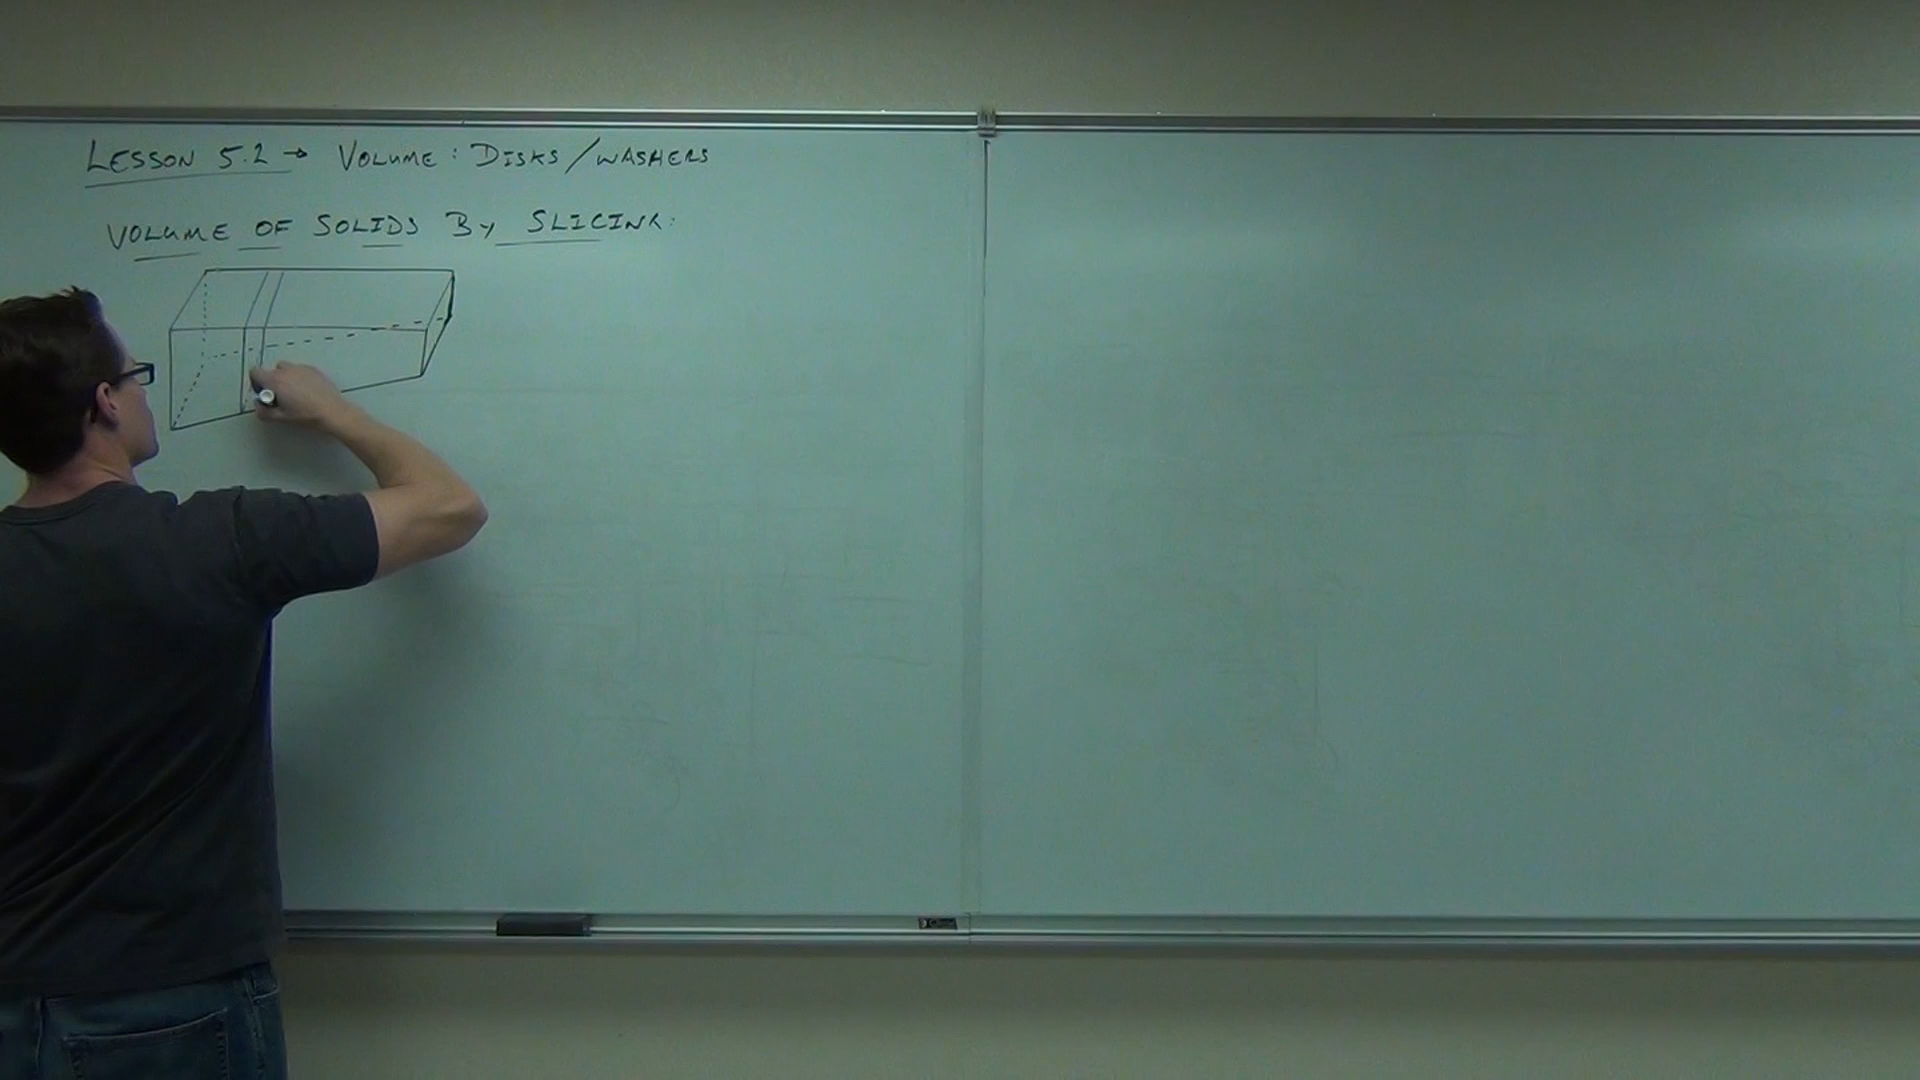 LESSON 5.2 → VOLUME: DISKS/WASHERS
VOLUME OF SOLIDS BY SLICING: